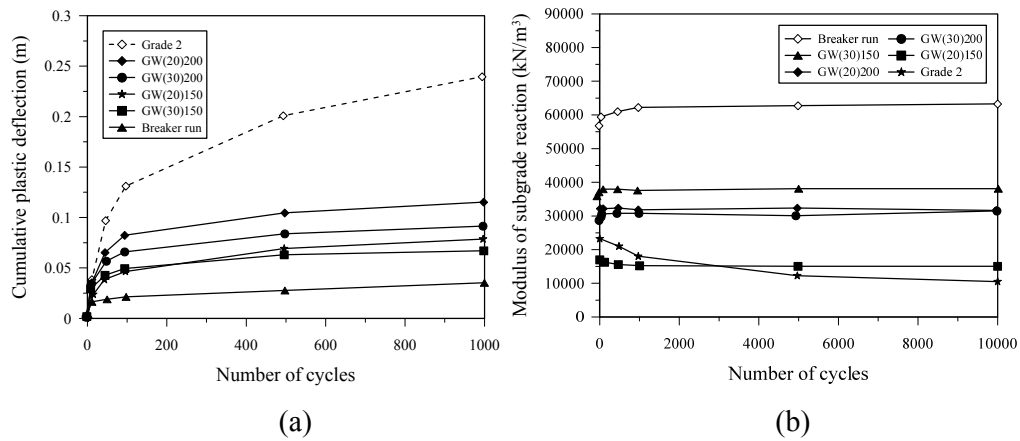 0.3
0.25
0.2
0.15
0.1
0.05
0
Cumulative plastic deflection (m)
Grade 2
GW(20)200
GW(30)200
GW(20)150
GW(30)150
Breaker run
0 200 400 600 800 1000
Number of cycles
(a)
90000
80000
70000
60000
50000
40000
30000
20000
10000
0
Modulus of subgrade reaction (kN/m³)
Breaker run GW(30)200
GW(30)150 GW(20)150
GW(20)200 Grade 2
0 2000 4000 6000 8000 10000
Number of cycles
(b)